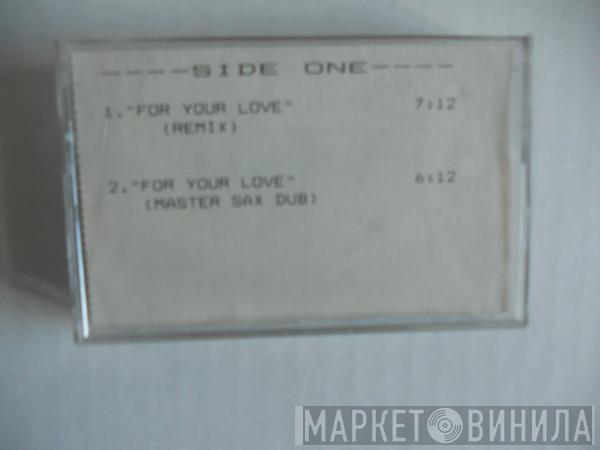 ----SIDE ONE----
1."FOR YOUR LOVE" 7:12
(REMIX)
2."FOR YOUR LOVE" 6:12
(MASTER SAX DUB)
МАРКЕТ ВИНИЛА